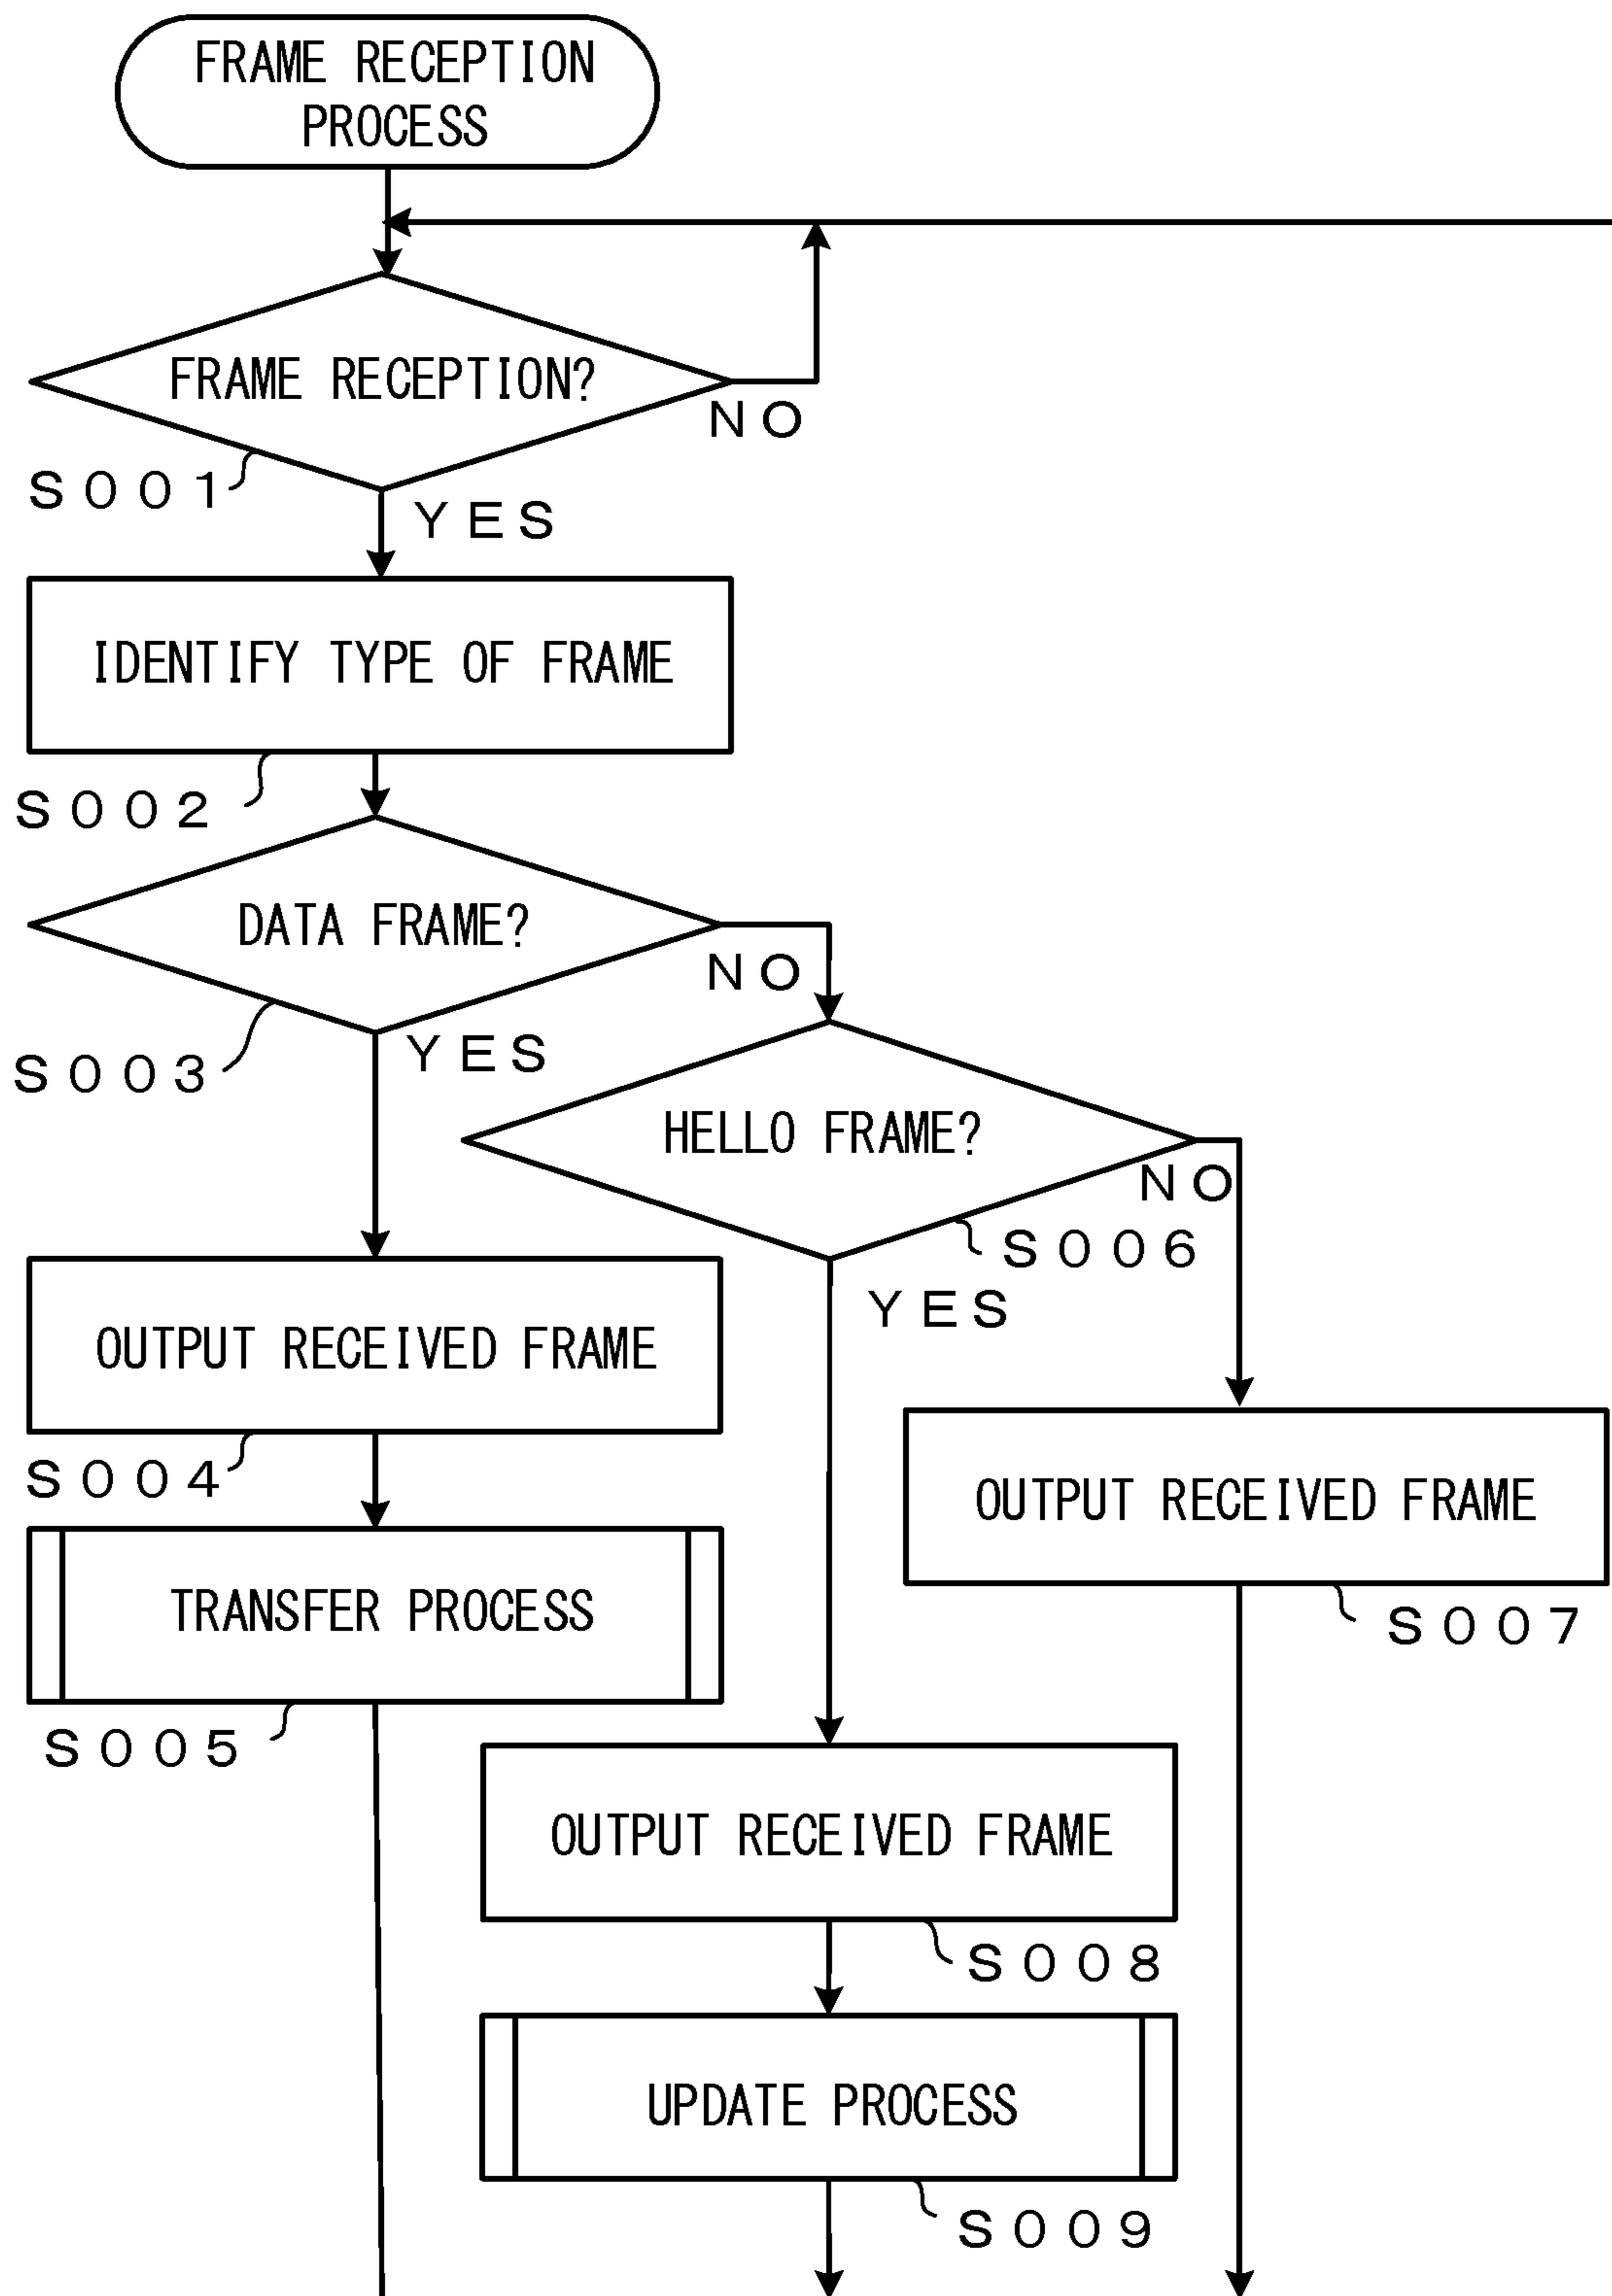 FRAME RECEPTION
PROCESS
FRAME RECEPTION?
NO
S001
YES
IDENTIFY TYPE OF FRAME
S002
DATA FRAME?
NO
S003
YES
HELLO FRAME?
NO
S006
YES
OUTPUT RECEIVED FRAME
S004
OUTPUT RECEIVED FRAME
S007
TRANSFER PROCESS
S005
OUTPUT RECEIVED FRAME
S008
UPDATE PROCESS
S009